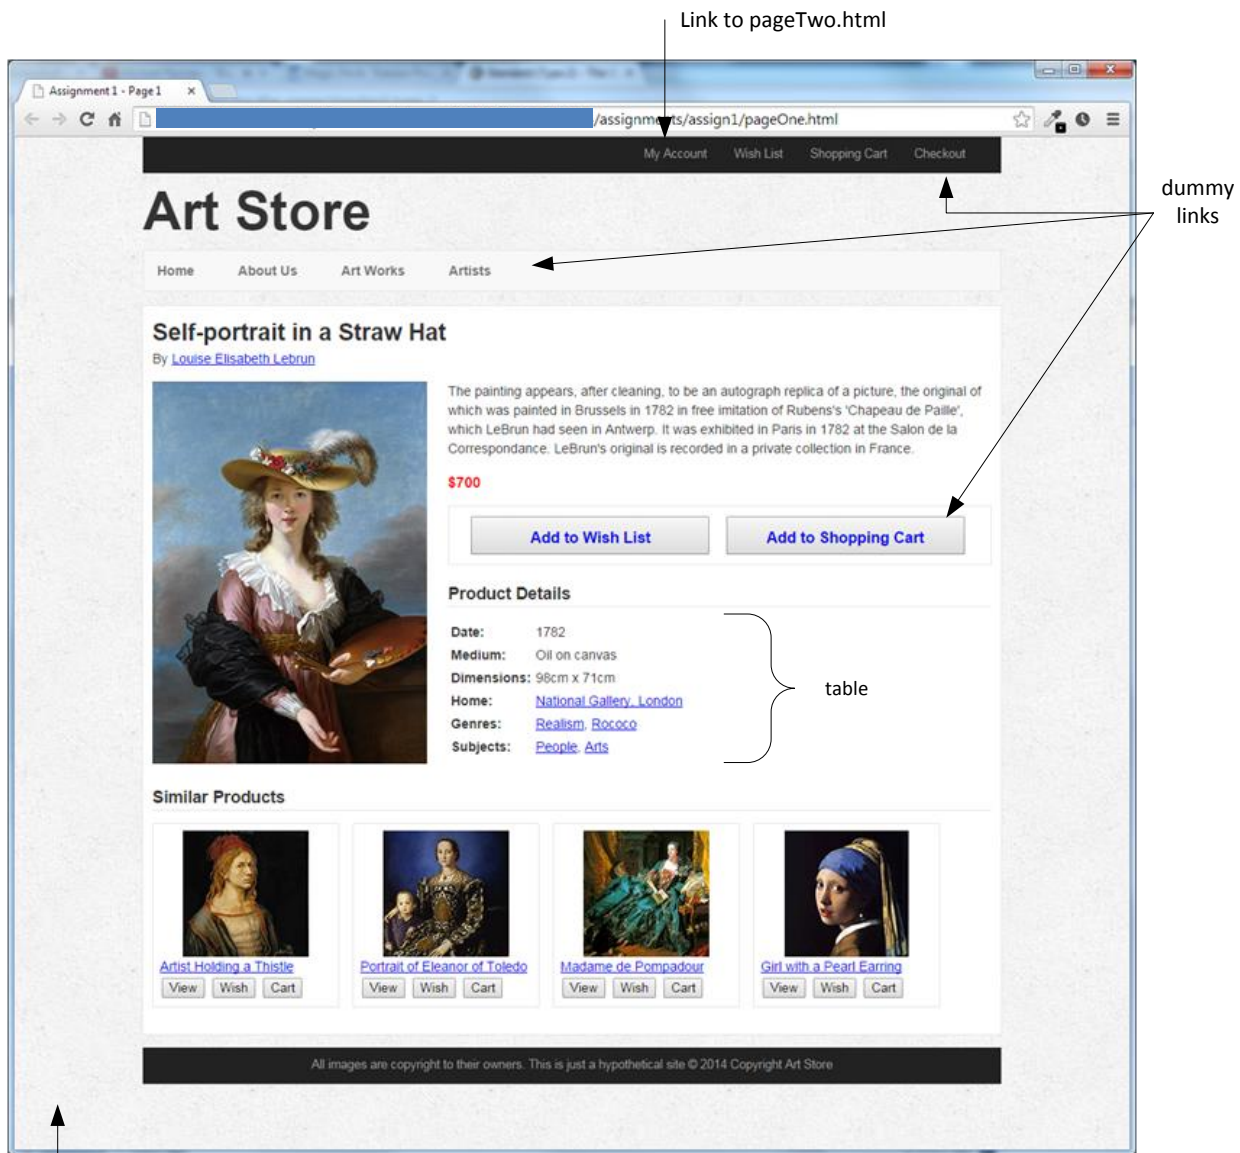 Link to pageTwo.html
Assignment 1 - Page 1
/assignments/assign1/pageOne.html
My Account Wish List Shopping Cart Checkout
dummy
links
Art Store
Home About Us Art Works Artists
Self-portrait in a Straw Hat
By Louise Elisabeth Lebrun
The painting appears, after cleaning, to be an autograph replica of a picture, the original of
which was painted in Brussels in 1782 in free imitation of Rubens's 'Chapeau de Paille',
which LeBrun had seen in Antwerp. It was exhibited in Paris in 1782 at the Salon de la
Correspondance. LeBrun's original is recorded in a private collection in France.
$700
Add to Wish List Add to Shopping Cart
Product Details
Date: 1782
Medium: Oil on canvas
Dimensions: 98cm x 71cm
Home: National Gallery, London
Genres: Realism, Rococo
Subjects: People, Arts
table
Similar Products
Artist Holding a Thistle
View Wish Cart
Portrait of Eleanor of Toledo
View Wish Cart
Madame de Pompadour
View Wish Cart
Girl with a Pearl Earring
View Wish Cart
All images are copyright to their owners. This is just a hypothetical site © 2014 Copyright Art Store